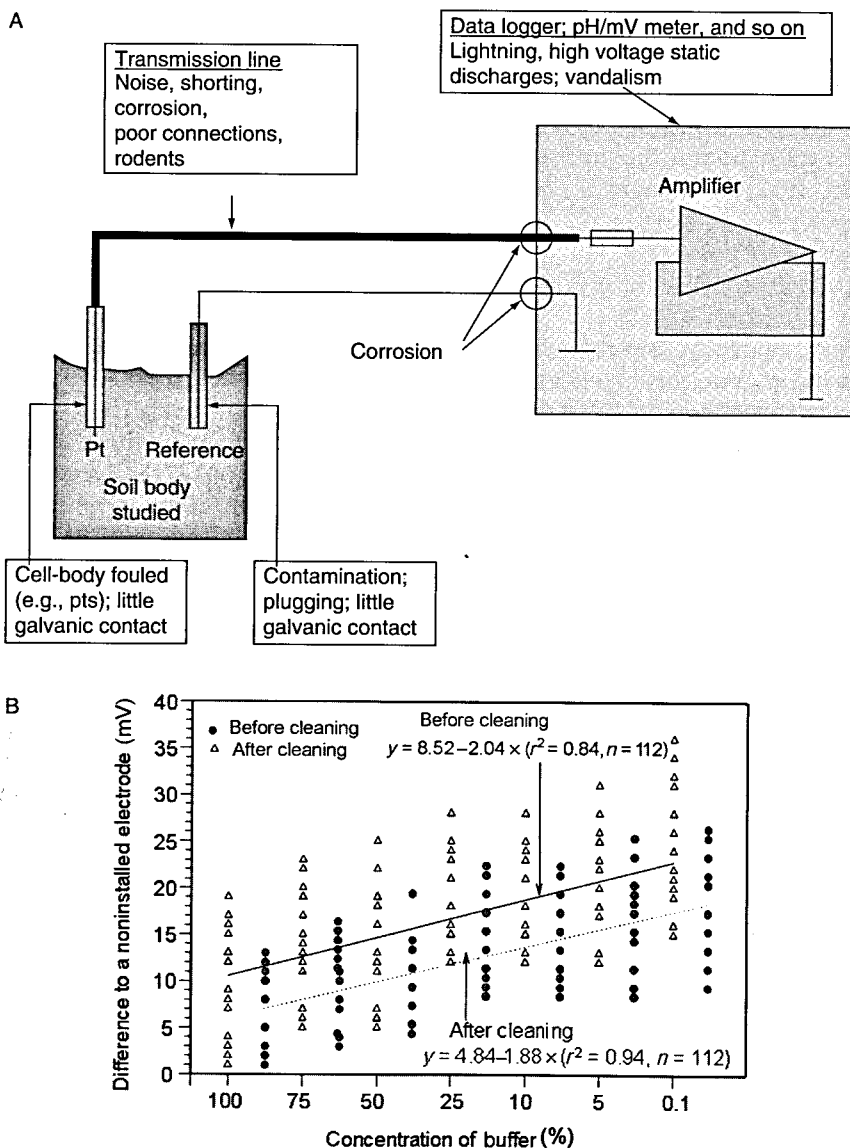 A
Data logger; pH/mV meter, and so on
Lightning, high voltage static
discharges; vandalism
Transmission line
Noise, shorting,
corrosion,
poor connections,
rodents
Amplifier
Corrosion
Pt
Reference
Soil body
studied
Cell-body fouled
(e.g., pts); little
galvanic contact
Contamination;
plugging; little
galvanic contact
B
Difference to a noninstalled electrode (mV)
40
35
30
25
20
15
10
5
0
Before cleaning
After cleaning
Before cleaning
y = 8.52–2.04 × (r² = 0.84, n = 112)
After cleaning
y = 4.84–1.88 × (r² = 0.94, n = 112)
100 75 50 25 10 5 0.1
Concentration of buffer (%)